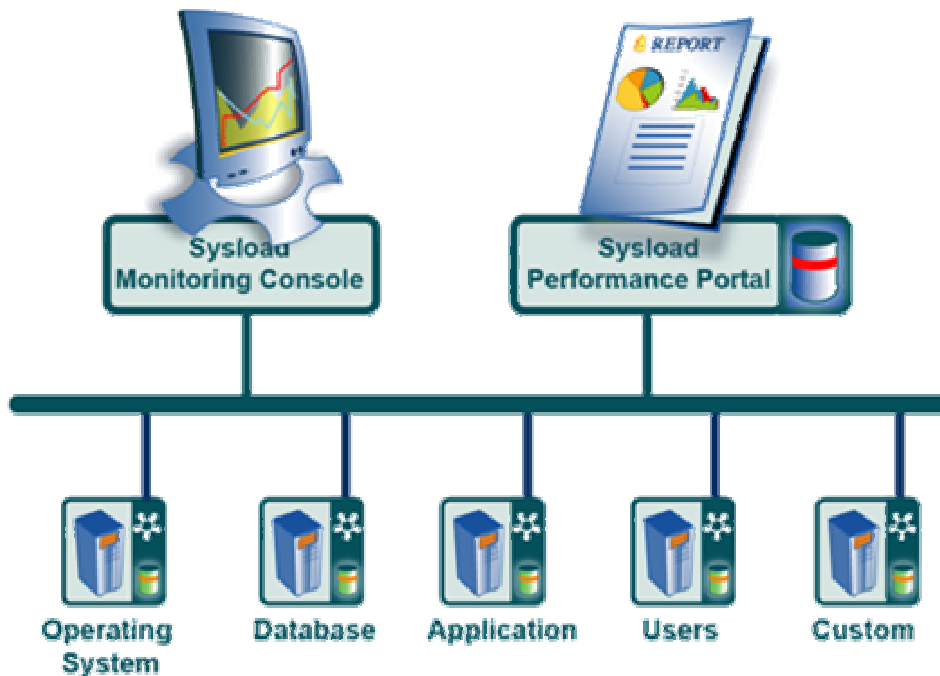 REPORT
Sysload
Monitoring Console
Sysload
Performance Portal
Operating
System
Database
Application
Users
Custom